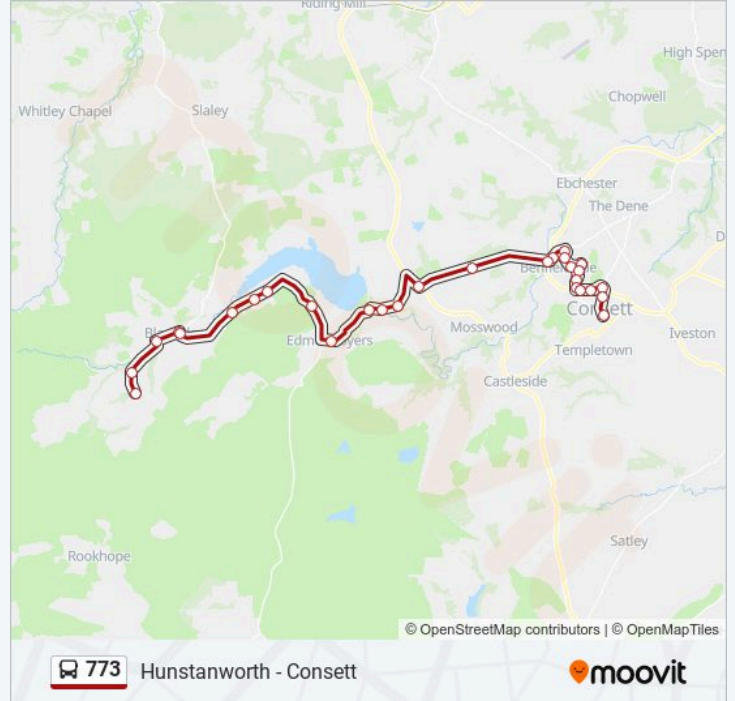 Riding Mill
High Spen
Whitley Chapel
Slaley
Chopwell
Ebchester
The Dene
D
Consett
Mosswood
Iveston
Templetown
Castleside
Satley
Rookhope
© OpenStreetMap contributors | © OpenMapTiles
773 Hunstanworth - Consett
moovit